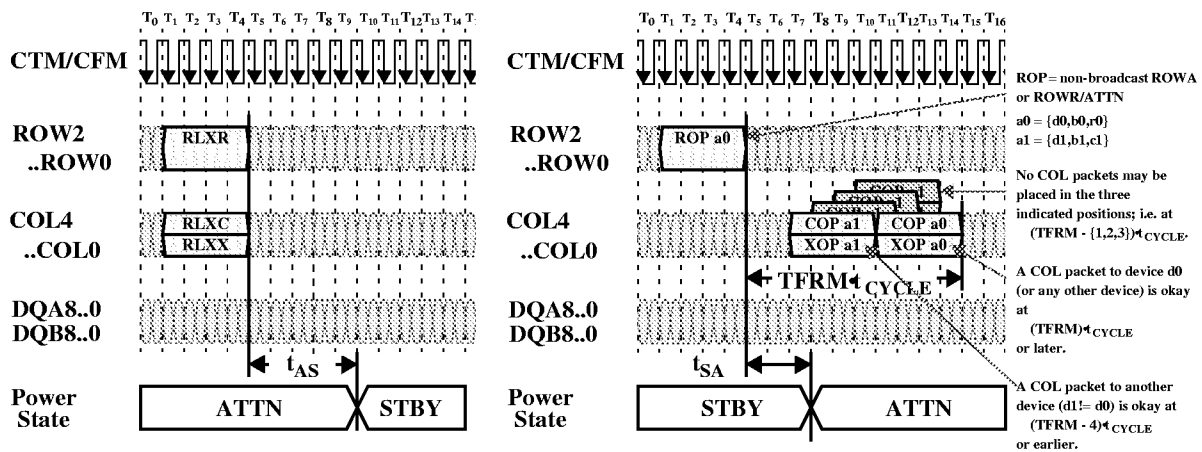 T0 T1 T2 T3 T4 T5 T6 T7 T8 T9 T10 T11 T12 T13 T14
CTM/CFM
ROW2
..ROW0
RLXR
COL4
..COL0
RLXC
RLXX
DQA8..0
DQB8..0
tAS
Power
State
ATTN
STBY
T0 T1 T2 T3 T4 T5 T6 T7 T8 T9 T10 T11 T12 T13 T14 T15 T16
CTM/CFM
ROW2
..ROW0
ROP a0
COL4
..COL0
COP a1
COP a0
XOP a1
XOP a0
TFRM•tCYCLE
DQA8..0
DQB8..0
tSA
Power
State
STBY
ATTN
ROP = non-broadcast ROWA
or ROWR/ATTN
a0 = {d0,b0,r0}
a1 = {d1,b1,c1}
No COL packets may be
placed in the three
indicated positions; i.e. at
(TFRM - {1,2,3})•tCYCLE.
A COL packet to device d0
(or any other device) is okay
at
(TFRM)•tCYCLE
or later.
A COL packet to another
device (d1!= d0) is okay at
(TFRM - 4)•tCYCLE
or earlier.